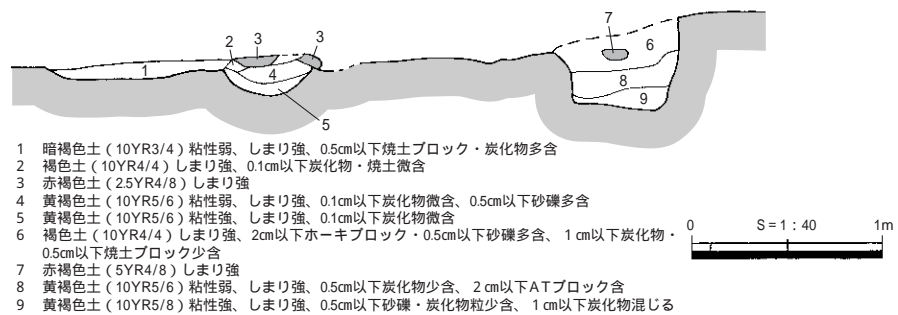 7
3
3
2
6
1
4
8
9
5
1 暗褐色土（10YR3/4）粘性弱、しまり強、0.5㎝以下焼土ブロック・炭化物多含
2 褐色土（10YR4/4）しまり強、0.1㎝以下炭化物・焼土微含
3 赤褐色土（2.5YR4/8）しまり強
4 黄褐色土（10YR5/6）粘性弱、しまり強、0.1㎝以下炭化物微含、0.5㎝以下砂礫多含
5 黄褐色土（10YR5/6）粘性強、しまり強、0.1㎝以下炭化物微含
6 褐色土（10YR4/4）しまり強、2㎝以下ホーキブロック・0.5㎝以下砂礫多含、1㎝以下炭化物・
0.5㎝以下焼土ブロック少含
7 赤褐色土（5YR4/8）しまり強
8 黄褐色土（10YR5/6）粘性弱、しまり強、0.5㎝以下炭化物少含、2㎝以下ATブロック含
9 黄褐色土（10YR5/8）粘性強、しまり強、0.5㎝以下砂礫・炭化物粒少含、1㎝以下炭化物混じる
0 S=1:40 1m